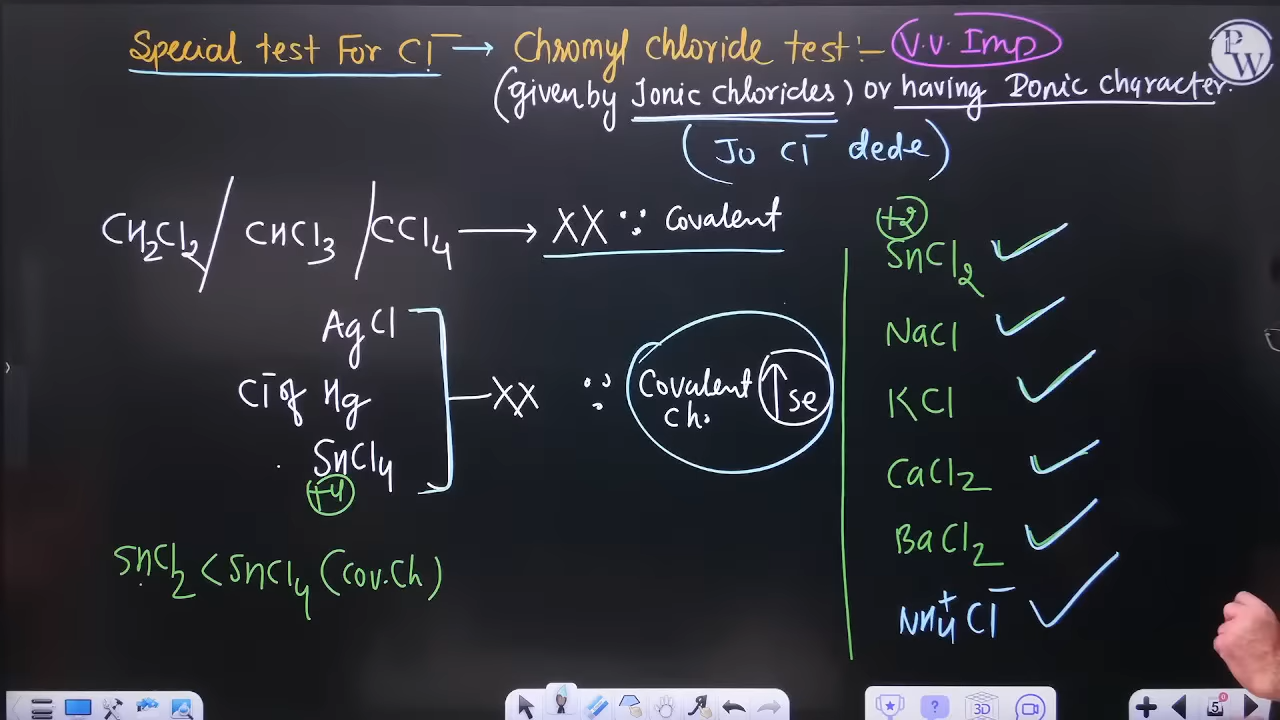 Special test For Cl⁻ → Chromyl chloride test:– V.V. Imp
(given by Ionic chlorides) or having Ionic character.
(Jo Cl⁻ dede)
CH₂Cl₂ / CHCl₃ / CCl₄ → XX ∵ Covalent
AgCl
Cl⁻ of Hg
SnCl₄
+4
XX ∵ Covalent Ch. ↑se
SnCl₂ < SnCl₄ (Cov.Ch)
+2
SnCl₂ ✓
NaCl ✓
KCl ✓
CaCl₂ ✓
BaCl₂ ✓
NH₄⁺Cl⁻ ✓
PW
3D
5